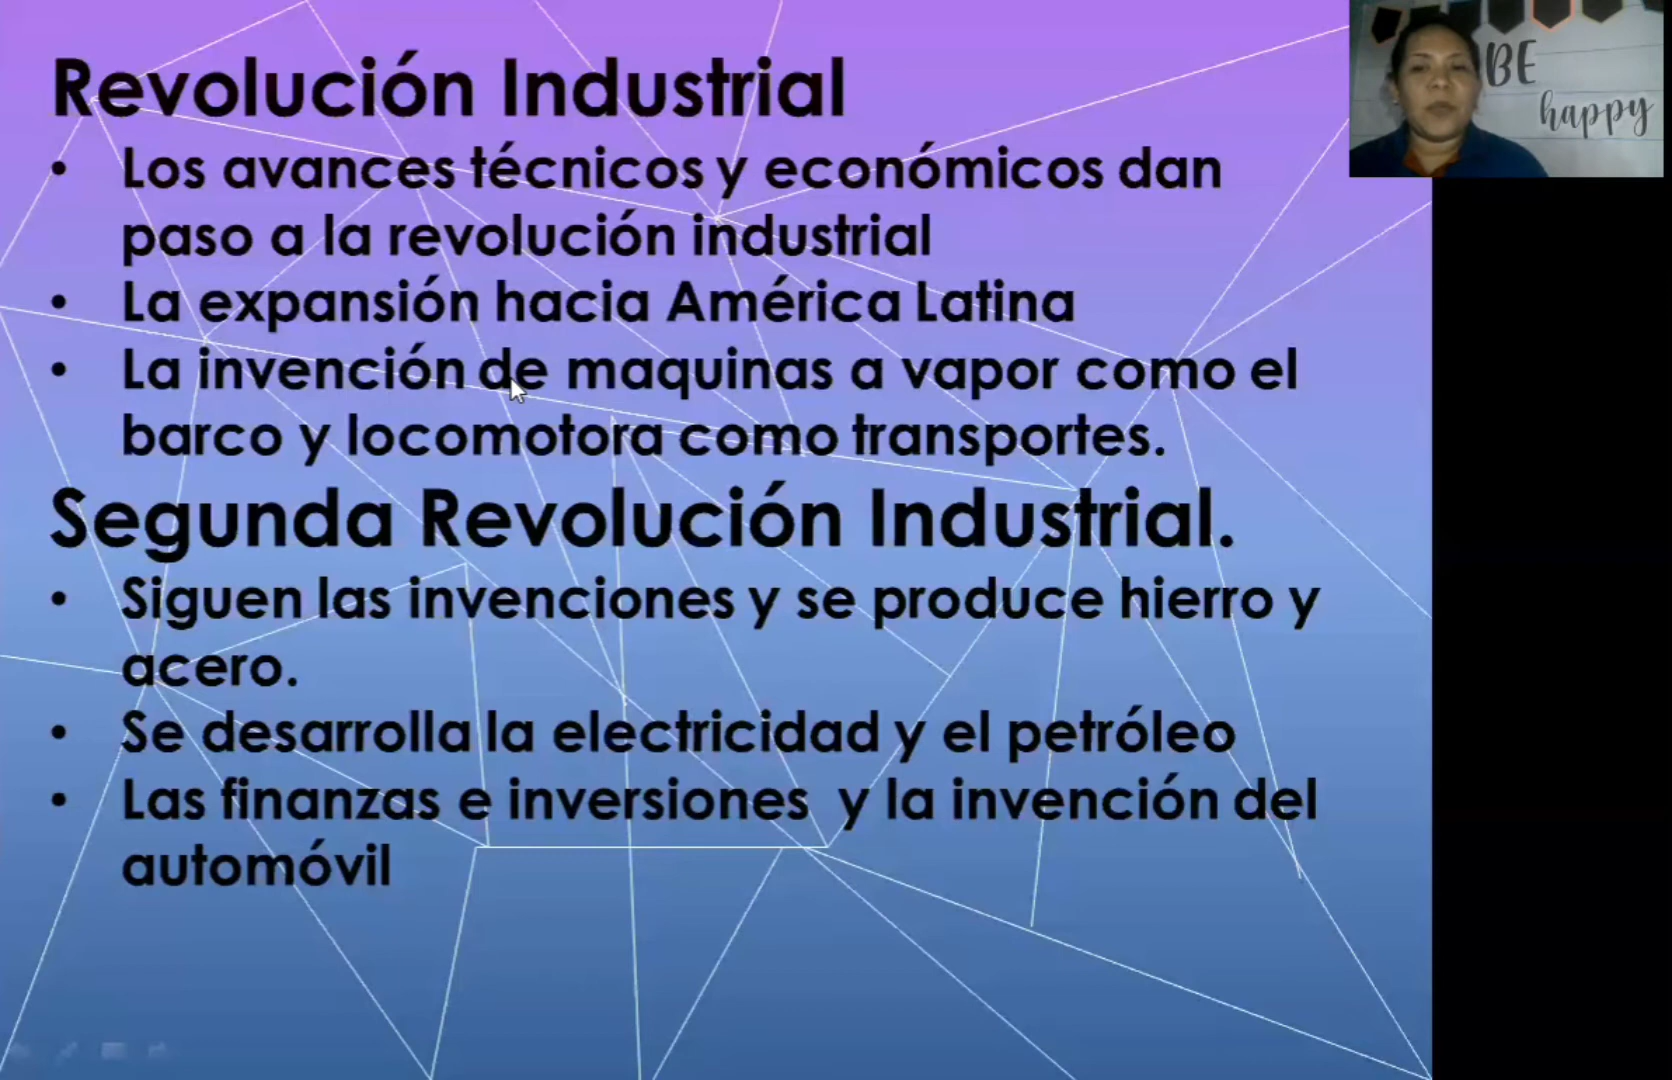 Revolución Industrial
• Los avances técnicos y económicos dan
paso a la revolución industrial
• La expansión hacia América Latina
• La invención de maquinas a vapor como el
barco y locomotora como transportes.
Segunda Revolución Industrial.
• Siguen las invenciones y se produce hierro y
acero.
• Se desarrolla la electricidad y el petróleo
• Las finanzas e inversiones  y la invención del
automóvil
BE
happy